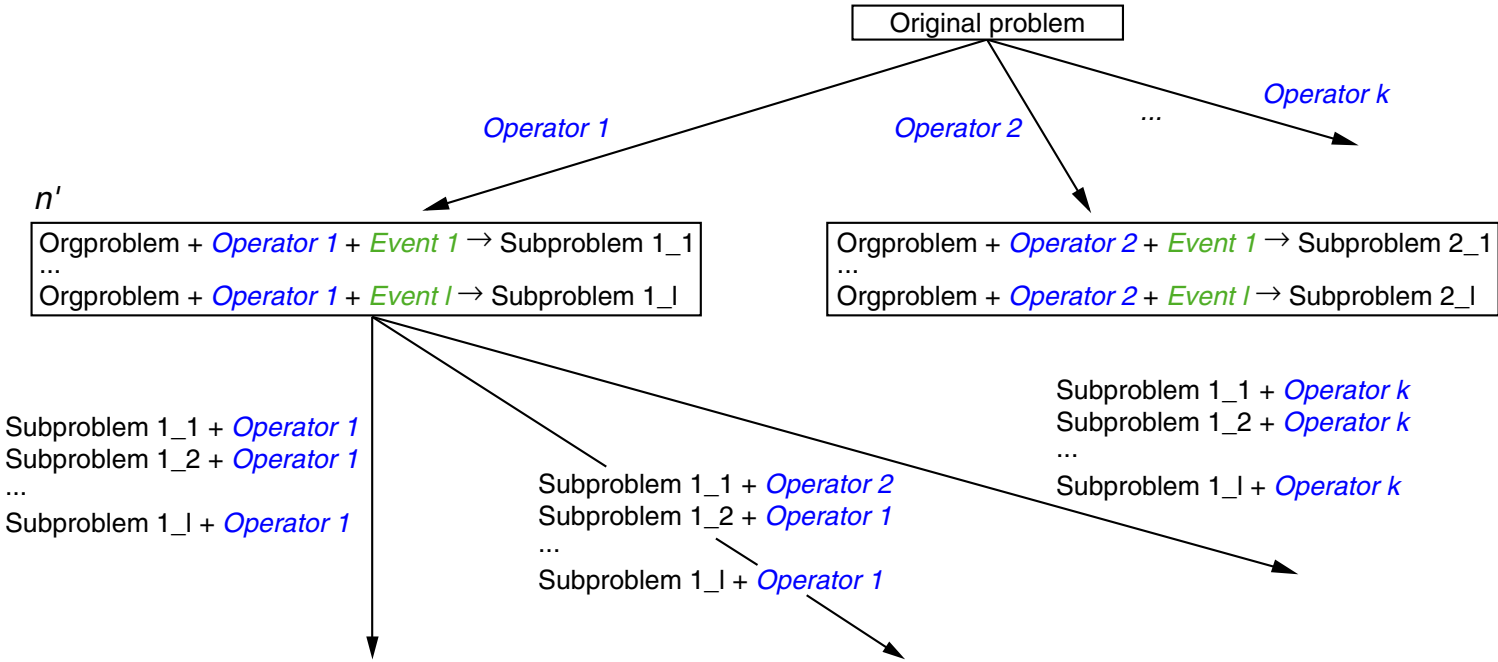 Original problem
Operator k
...
Operator 1
Operator 2
n'
Orgproblem + Operator 1 + Event 1 → Subproblem 1_1
...
Orgproblem + Operator 1 + Event l → Subproblem 1_l
Orgproblem + Operator 2 + Event 1 → Subproblem 2_1
...
Orgproblem + Operator 2 + Event l → Subproblem 2_l
Subproblem 1_1 + Operator 1
Subproblem 1_2 + Operator 1
...
Subproblem 1_l + Operator 1
Subproblem 1_1 + Operator 2
Subproblem 1_2 + Operator 1
...
Subproblem 1_l + Operator 1
Subproblem 1_1 + Operator k
Subproblem 1_2 + Operator k
...
Subproblem 1_l + Operator k